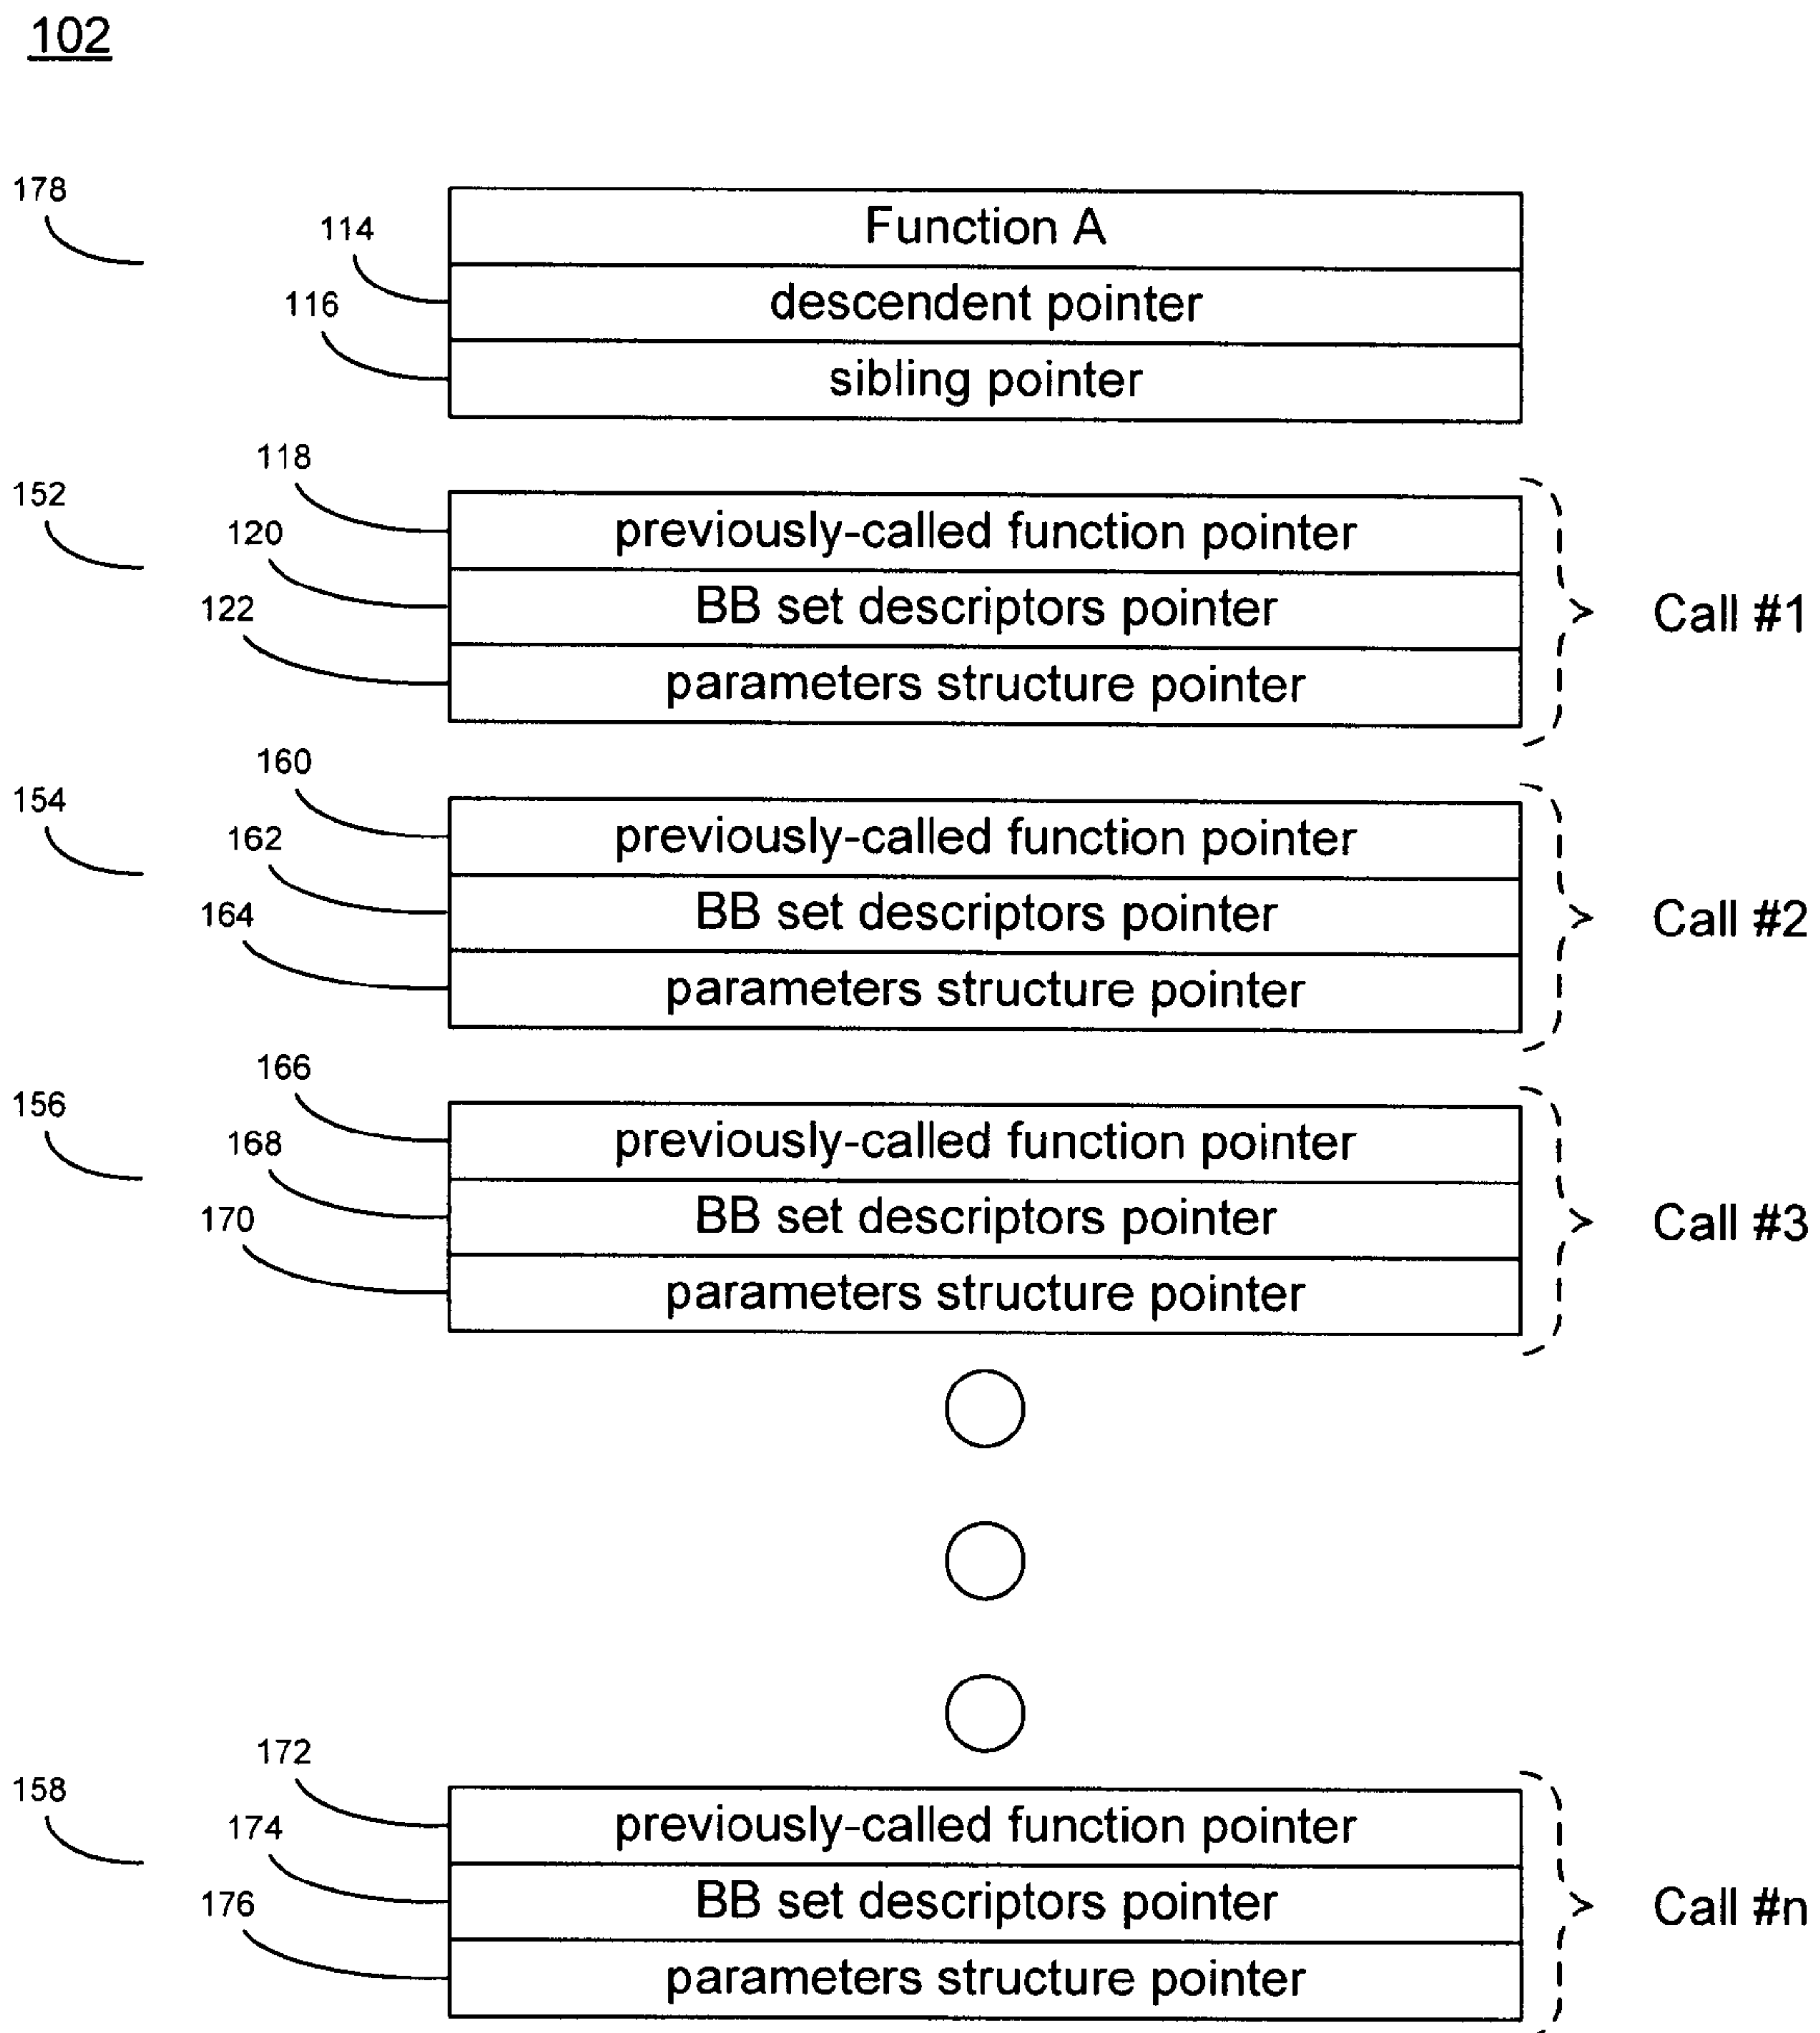 102
178
114
116
Function A
descendent pointer
sibling pointer
152
118
120
122
previously-called function pointer
BB set descriptors pointer
parameters structure pointer
Call #1
154
160
162
164
previously-called function pointer
BB set descriptors pointer
parameters structure pointer
Call #2
156
166
168
170
previously-called function pointer
BB set descriptors pointer
parameters structure pointer
Call #3
158
172
174
176
previously-called function pointer
BB set descriptors pointer
parameters structure pointer
Call #n